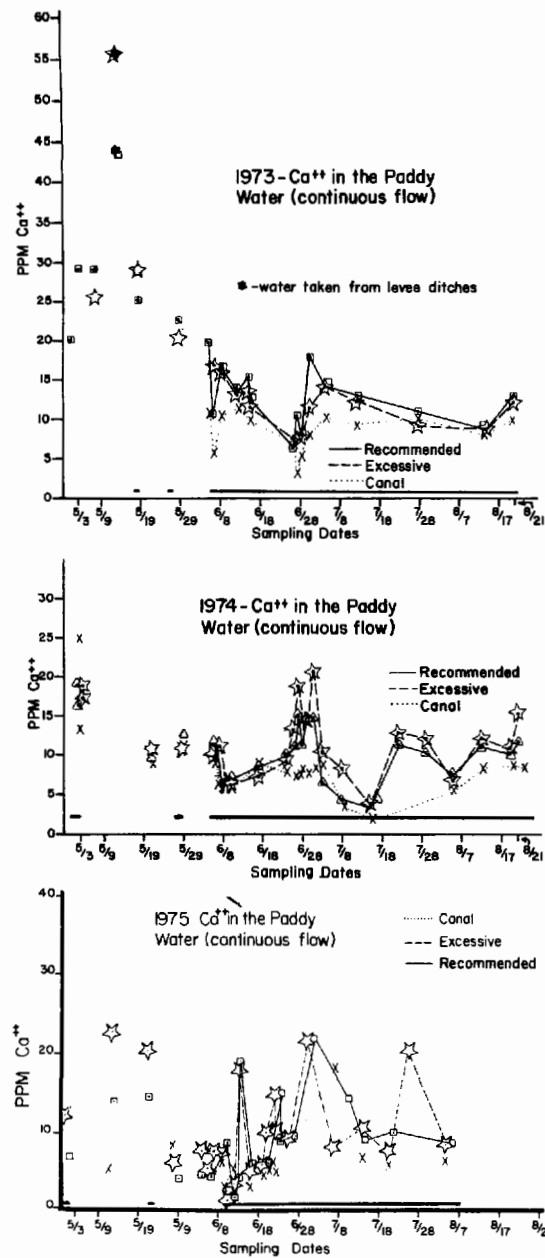 60
55
50
45
40
35
30
25
20
15
10
5
0
PPM Ca++
1973-Ca++ in the Paddy
Water (continuous flow)
-water taken from levee ditches
Recommended
Excessive
Canal
5/3 5/9 5/19 5/29 6/8 6/18 6/28 7/8 7/18 7/28 8/7 8/17 8/21
Sampling Dates
30
25
20
15
10
5
0
PPM Ca++
1974-Ca++ in the Paddy
Water (continuous flow)
Recommended
Excessive
Canal
5/3 5/9 5/19 5/29 6/8 6/18 6/28 7/8 7/18 7/28 8/7 8/17 8/21
Sampling Dates
40
30
20
10
0
PPM Ca++
1975 Ca++ in the Paddy
Water (continuous flow)
Canal
Excessive
Recommended
5/3 5/9 5/19 5/9 6/8 6/18 6/28 7/8 7/18 7/28 8/7 8/17 8/2
Sampling Dates